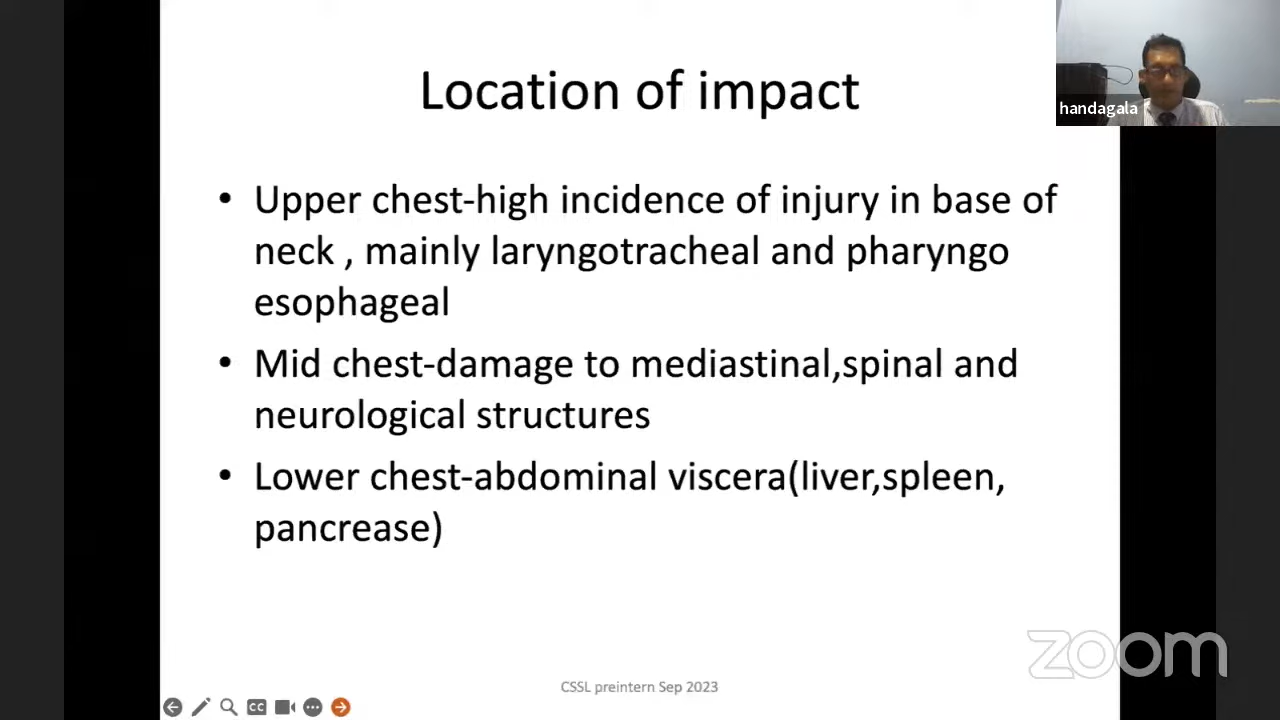 Location of impact
handagala
• Upper chest-high incidence of injury in base of
neck , mainly laryngotracheal and pharyngo
esophageal
• Mid chest-damage to mediastinal,spinal and
neurological structures
• Lower chest-abdominal viscera(liver,spleen,
pancrease)
zoom
CSSL preintern Sep 2023
CC